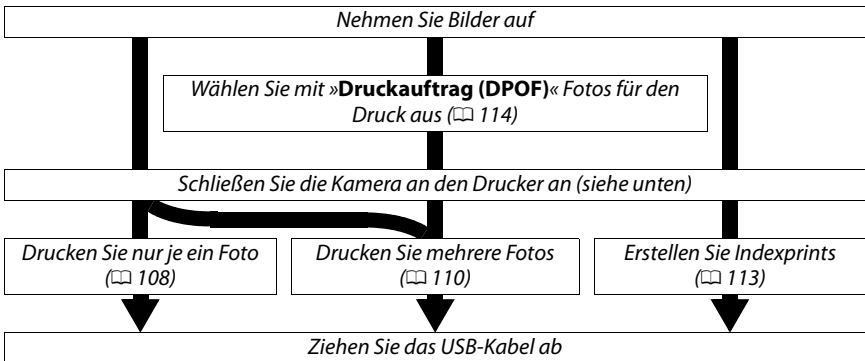 Nehmen Sie Bilder auf
Wählen Sie mit »Druckauftrag (DPOF)« Fotos für den
Druck aus (🕮 114)
Schließen Sie die Kamera an den Drucker an (siehe unten)
Drucken Sie nur je ein Foto
(🕮 108)
Drucken Sie mehrere Fotos
(🕮 110)
Erstellen Sie Indexprints
(🕮 113)
Ziehen Sie das USB-Kabel ab